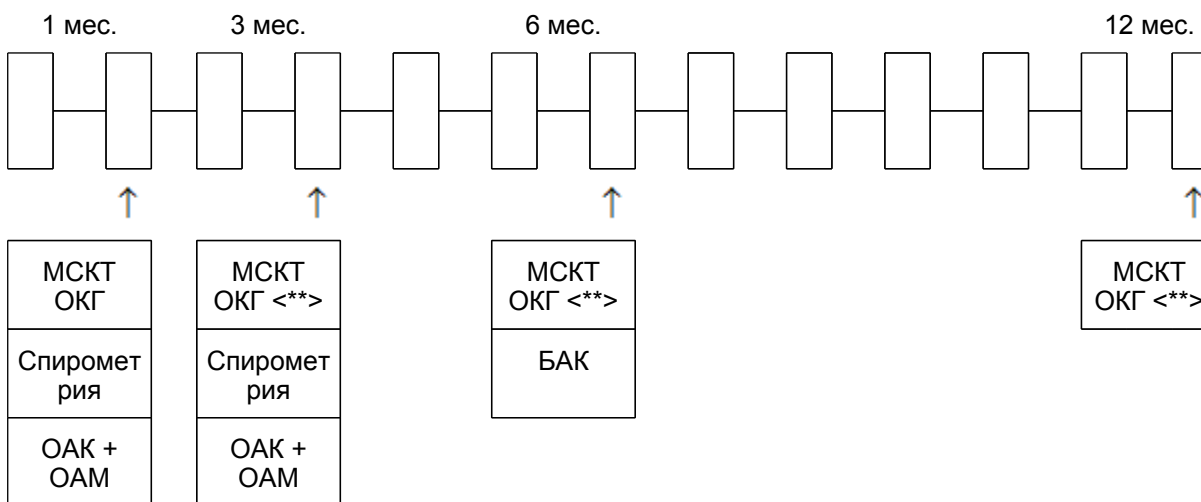 1 мес. 3 мес. 6 мес. 12 мес.
МСКТ
ОКГ
МСКТ
ОКГ <**>
МСКТ
ОКГ <**>
МСКТ
ОКГ <**>
Спиромет
рия
Спиромет
рия
БАК
ОАК +
ОАМ
ОАК +
ОАМ